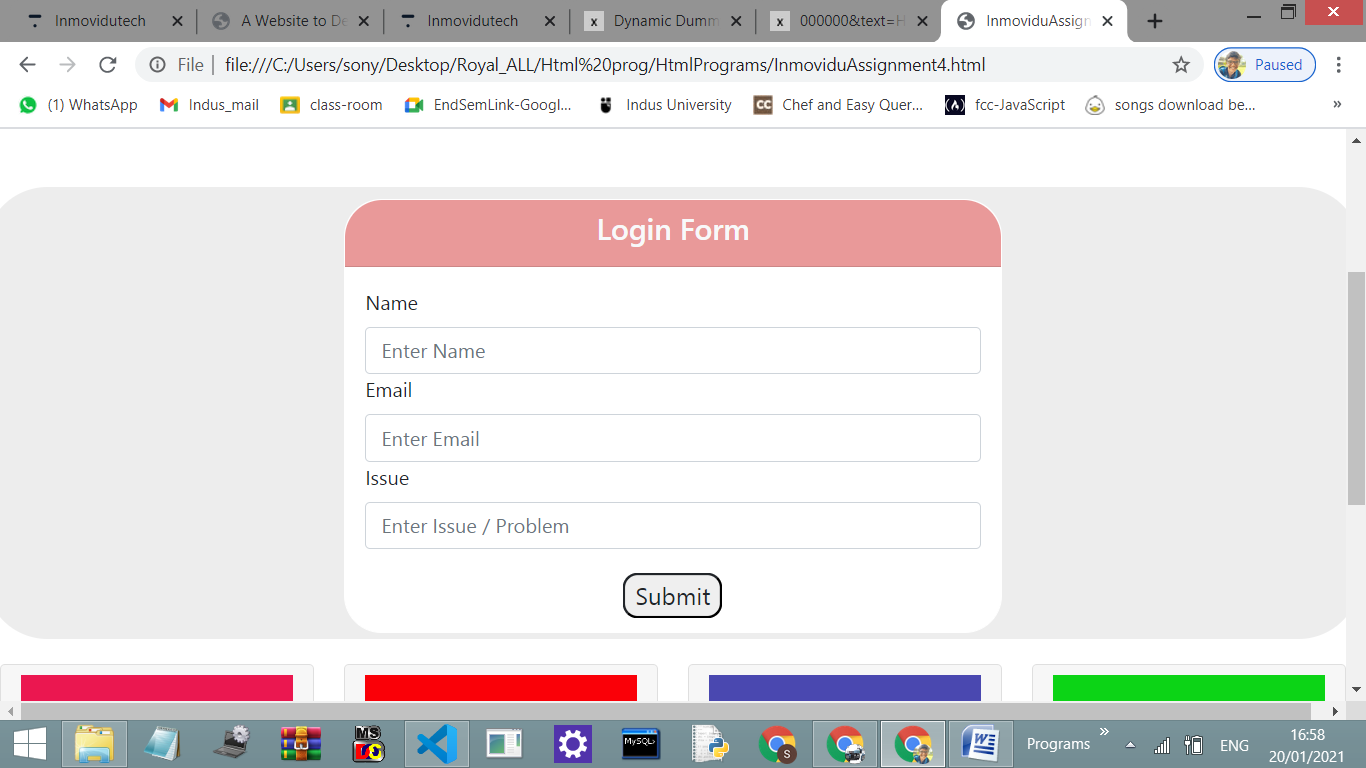 Inmovidutech
A Website to De
Inmovidutech
Dynamic Dumm
000000&text=H
InmoviduAssign
File
file:///C:/Users/sony/Desktop/Royal_ALL/Html%20prog/HtmlPrograms/InmoviduAssignment4.html
Paused
(1) WhatsApp
Indus_mail
class-room
EndSemLink-Googl...
Indus University
CC
Chef and Easy Quer...
fcc-JavaScript
songs download be...
»
Login Form
Name
Enter Name
Email
Enter Email
Issue
Enter Issue / Problem
Submit
MS
MySQL>
S
W
Programs
»
ENG
16:58
20/01/2021